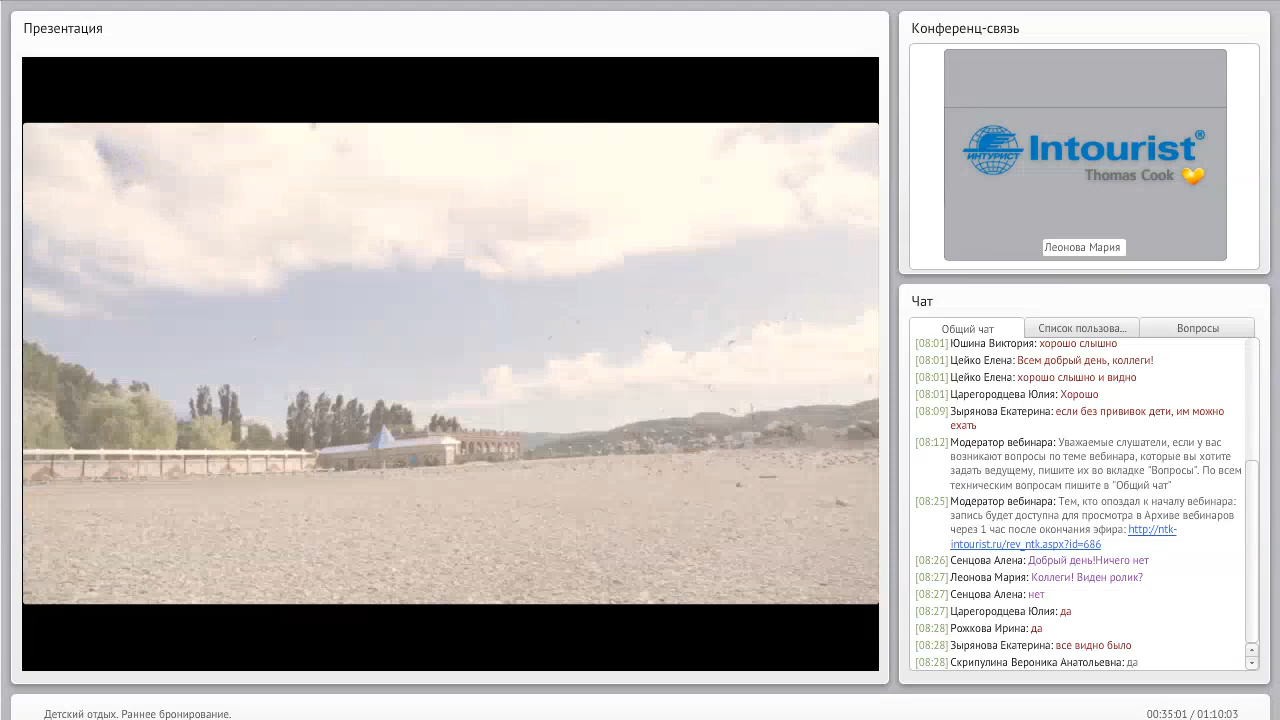 Презентация
Конференц-связь
ИНТУРИСТ
Intourist®
Thomas Cook
Леонова Мария
Чат
Общий чат
Список пользова...
Вопросы
[08:01] Юшина Виктория: хорошо слышно
[08:01] Цейко Елена: Всем добрый день, коллеги!
[08:01] Цейко Елена: хорошо слышно и видно
[08:01] Царегородцева Юлия: Хорошо
[08:09] Зырянова Екатерина: если без прививок дети, им можно
ехать
[08:12] Модератор вебинара: Уважаемые слушатели, если у вас
возникают вопросы по теме вебинара, которые вы хотите
задать ведущему, пишите их во вкладке "Вопросы". По всем
техническим вопросам пишите в "Общий чат"
[08:25] Модератор вебинара: Тем, кто опоздал к началу вебинара:
запись будет доступна для просмотра в Архиве вебинаров
через 1 час после окончания эфира: http://ntk-
intourist.ru/rev_ntk.aspx?id=686
[08:26] Сенцова Алена: Добрый день!Ничего нет
[08:27] Леонова Мария: Коллеги! Виден ролик?
[08:27] Сенцова Алена: нет
[08:27] Царегородцева Юлия: да
[08:28] Рожкова Ирина: да
[08:28] Зырянова Екатерина: все видно было
[08:28] Скрипулина Вероника Анатольевна: да
Детский отдых. Раннее бронирование.
00:35:01 / 01:10:03